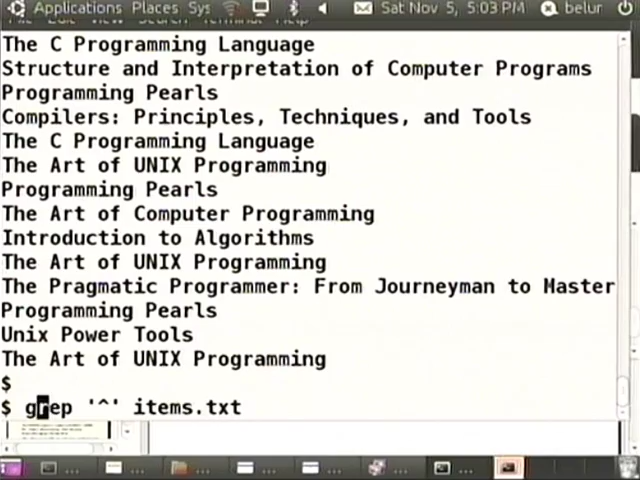 Applications Places Sys Sat Nov 5, 5:03 PM belur
The C Programming Language
Structure and Interpretation of Computer Programs
Programming Pearls
Compilers: Principles, Techniques, and Tools
The C Programming Language
The Art of UNIX Programming
Programming Pearls
The Art of Computer Programming
Introduction to Algorithms
The Art of UNIX Programming
The Pragmatic Programmer: From Journeyman to Master
Programming Pearls
Unix Power Tools
The Art of UNIX Programming
$
$ grep '^' items.txt